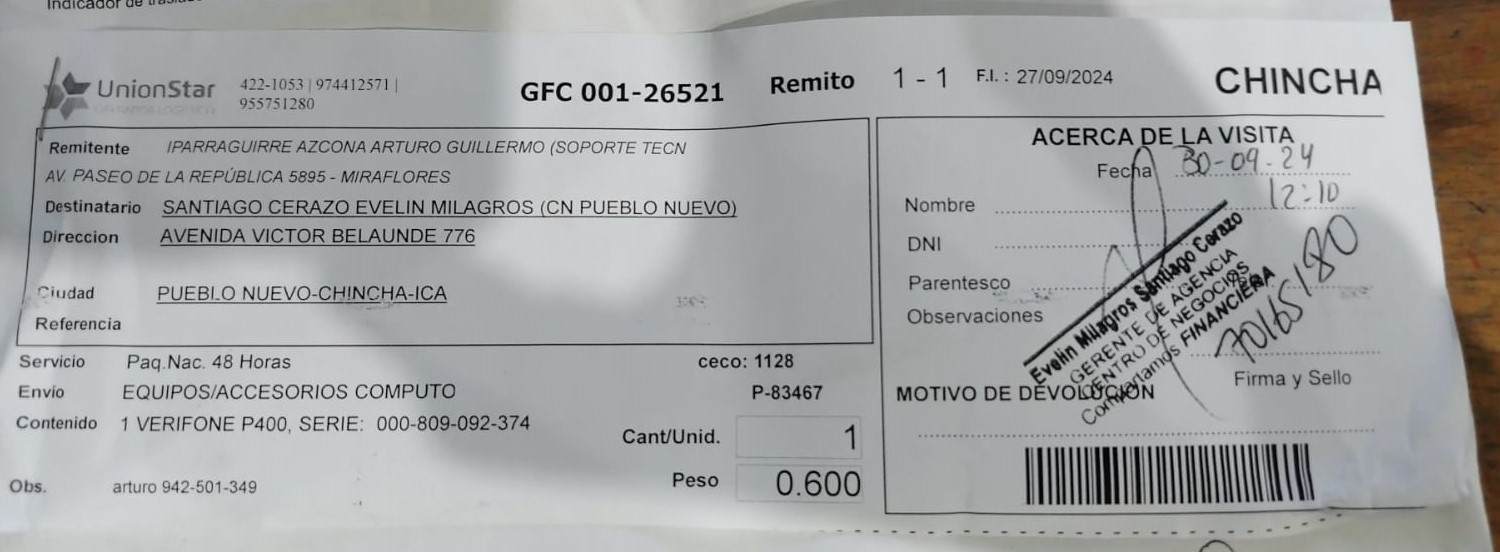 Indicador de
UnionStar
422-1053 | 974412571 |
955751280
GFC 001-26521
Remito 1 - 1 F.I. : 27/09/2024
CHINCHA
Remitente IPARRAGUIRRE AZCONA ARTURO GUILLERMO (SOPORTE TECN
AV. PASEO DE LA REPÚBLICA 5895 - MIRAFLORES
Destinatario SANTIAGO CERAZO EVELIN MILAGROS (CN PUEBLO NUEVO)
Direccion AVENIDA VICTOR BELAUNDE 776
Ciudad PUEBLO NUEVO-CHINCHA-ICA
Referencia
Servicio Paq.Nac. 48 Horas ceco: 1128
Envío EQUIPOS/ACCESORIOS COMPUTO P-83467
Contenido 1 VERIFONE P400, SERIE: 000-809-092-374
Cant/Unid. 1
Peso 0.600
Obs. arturo 942-501-349
ACERCA DE LA VISITA
Fecha 30-09-24
12:10
Nombre
DNI
Parentesco
Observaciones
Evelin Milagros Santiago Cerazo
GERENTE DE AGENCIA
CENTRO DE NEGOCIOS
Compartamos FINANCIERA
70165180
Firma y Sello
MOTIVO DE DEVOLUCIÓN